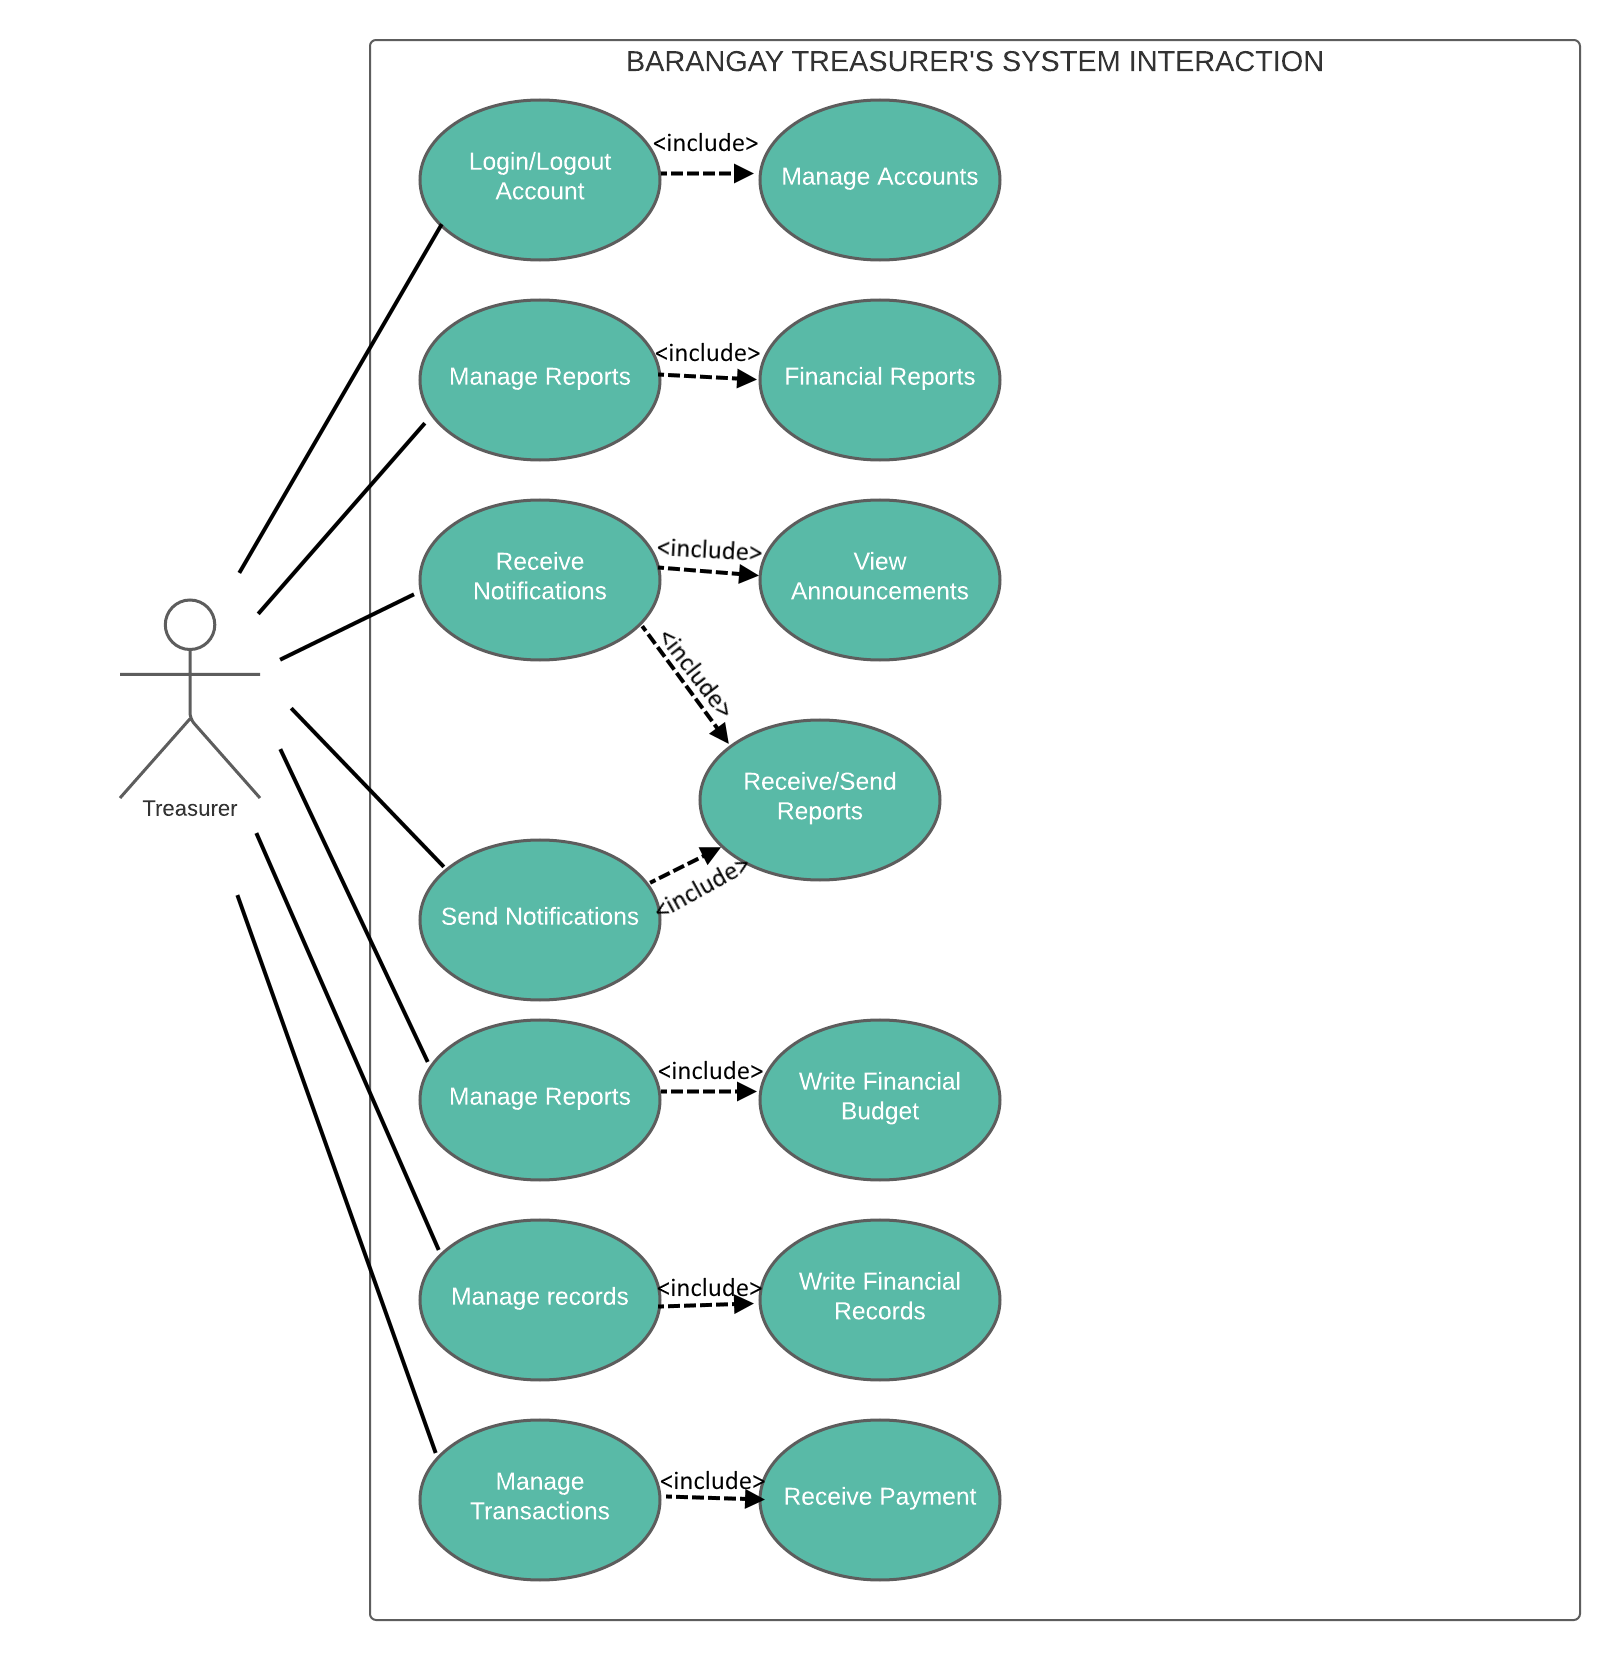 BARANGAY TREASURER'S SYSTEM INTERACTION
Login/Logout
Account
<include>
Manage Accounts
Manage Reports
<include>
Financial Reports
Receive
Notifications
<include>
View
Announcements
<include>
Receive/Send
Reports
Treasurer
Send Notifications
<include>
Manage Reports
<include>
Write Financial
Budget
Manage records
<include>
Write Financial
Records
Manage
Transactions
<include>
Receive Payment